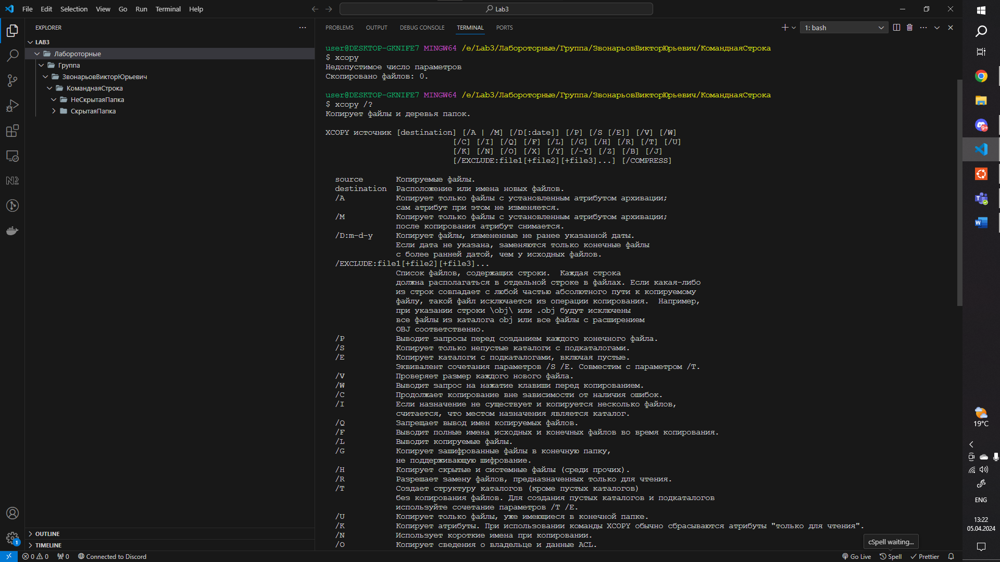 File Edit Selection View Go Run Terminal Help
Lab3
EXPLORER
LAB3
Лабороторные
Группа
ЗвонарьовВикторЮрьевич
КоманднаяСтрока
НеСкрытаяПапка
СкрытаяПапка
OUTLINE
TIMELINE
PROBLEMS OUTPUT DEBUG CONSOLE TERMINAL PORTS
1: bash
user@DESKTOP-GKNIFE7 MINGW64 /e/Lab3/Лабороторные/Группа/ЗвонарьовВикторЮрьевич/КоманднаяСтрока
$ xcopy
Недопустимое число параметров
Скопировано файлов: 0.
user@DESKTOP-GKNIFE7 MINGW64 /e/Lab3/Лабороторные/Группа/ЗвонарьовВикторЮрьевич/КоманднаяСтрока
$ xcopy /?
Копирует файлы и деревья папок.
XCOPY источник [destination] [/A | /M] [/D[:date]] [/P] [/S [/E]] [/V] [/W]
[/C] [/I] [/Q] [/F] [/L] [/G] [/H] [/R] [/T] [/U]
[/K] [/N] [/O] [/X] [/Y] [/-Y] [/Z] [/B] [/J]
[/EXCLUDE:file1[+file2][+file3]...] [/COMPRESS]
source Копируемые файлы.
destination Расположение или имена новых файлов.
/A Копирует только файлы с установленным атрибутом архивации;
сам атрибут при этом не изменяется.
/M Копирует только файлы с установленным атрибутом архивации;
после копирования атрибут снимается.
/D:m-d-y Копирует файлы, измененные не ранее указанной даты.
Если дата не указана, заменяются только конечные файлы
с более ранней датой, чем у исходных файлов.
/EXCLUDE:file1[+file2][+file3]...
Список файлов, содержащих строки. Каждая строка
должна располагаться в отдельной строке в файлах. Если какая-либо
из строк совпадает с любой частью абсолютного пути к копируемому
файлу, такой файл исключается из операции копирования. Например,
при указании строки \obj\ или .obj будут исключены
все файлы из каталога obj или все файлы с расширением
OBJ соответственно.
/P Выводит запросы перед созданием каждого конечного файла.
/S Копирует только непустые каталоги с подкаталогами.
/E Копирует каталоги с подкаталогами, включая пустые.
Эквивалент сочетания параметров /S /E. Совместим с параметром /T.
/V Проверяет размер каждого нового файла.
/W Выводит запрос на нажатие клавиши перед копированием.
/C Продолжает копирование вне зависимости от наличия ошибок.
/I Если назначение не существует и копируется несколько файлов,
считается, что местом назначения является каталог.
/Q Запрещает вывод имен копируемых файлов.
/F Выводит полные имена исходных и конечных файлов во время копирования.
/L Выводит копируемые файлы.
/G Копирует зашифрованные файлы в конечную папку,
не поддерживающую шифрование.
/H Копирует скрытые и системные файлы (среди прочих).
/R Разрешает замену файлов, предназначенных только для чтения.
/T Создает структуру каталогов (кроме пустых каталогов)
без копирования файлов. Для создания пустых каталогов и подкаталогов
используйте сочетание параметров /T /E.
/U Копирует только файлы, уже имеющиеся в конечной папке.
/K Копирует атрибуты. При использовании команды XCOPY обычно сбрасываются атрибуты "только для чтения".
/N Использует короткие имена при копировании.
/O Копирует сведения о владельце и данные ACL.
cSpell waiting...
0 0 0 Connected to Discord
Go Live Spell Prettier
1
9+
19°C
ENG
13:22
05.04.2024